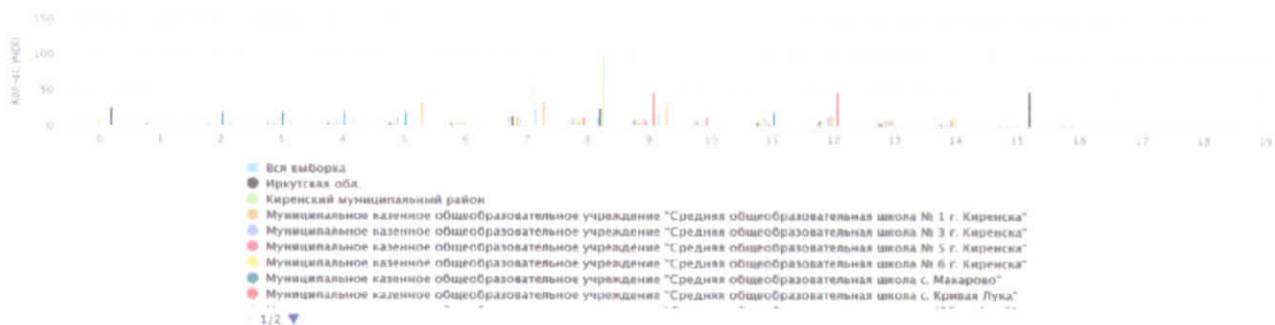 150
100
50
0
Кол-во уч(%)
0 1 2 3 4 5 6 7 8 9 10 11 12 13 14 15 16 17 18 19
Вся выборка
Иркутская обл.
Киренский муниципальный район
Муниципальное казенное общеобразовательное учреждение "Средняя общеобразовательная школа № 1 г. Киренска"
Муниципальное казенное общеобразовательное учреждение "Средняя общеобразовательная школа № 3 г. Киренска"
Муниципальное казенное общеобразовательное учреждение "Средняя общеобразовательная школа № 5 г. Киренска"
Муниципальное казенное общеобразовательное учреждение "Средняя общеобразовательная школа № 6 г. Киренска"
Муниципальное казенное общеобразовательное учреждение "Средняя общеобразовательная школа с. Макарово"
Муниципальное казенное общеобразовательное учреждение "Средняя общеобразовательная школа с. Кривая Лука"
1/2